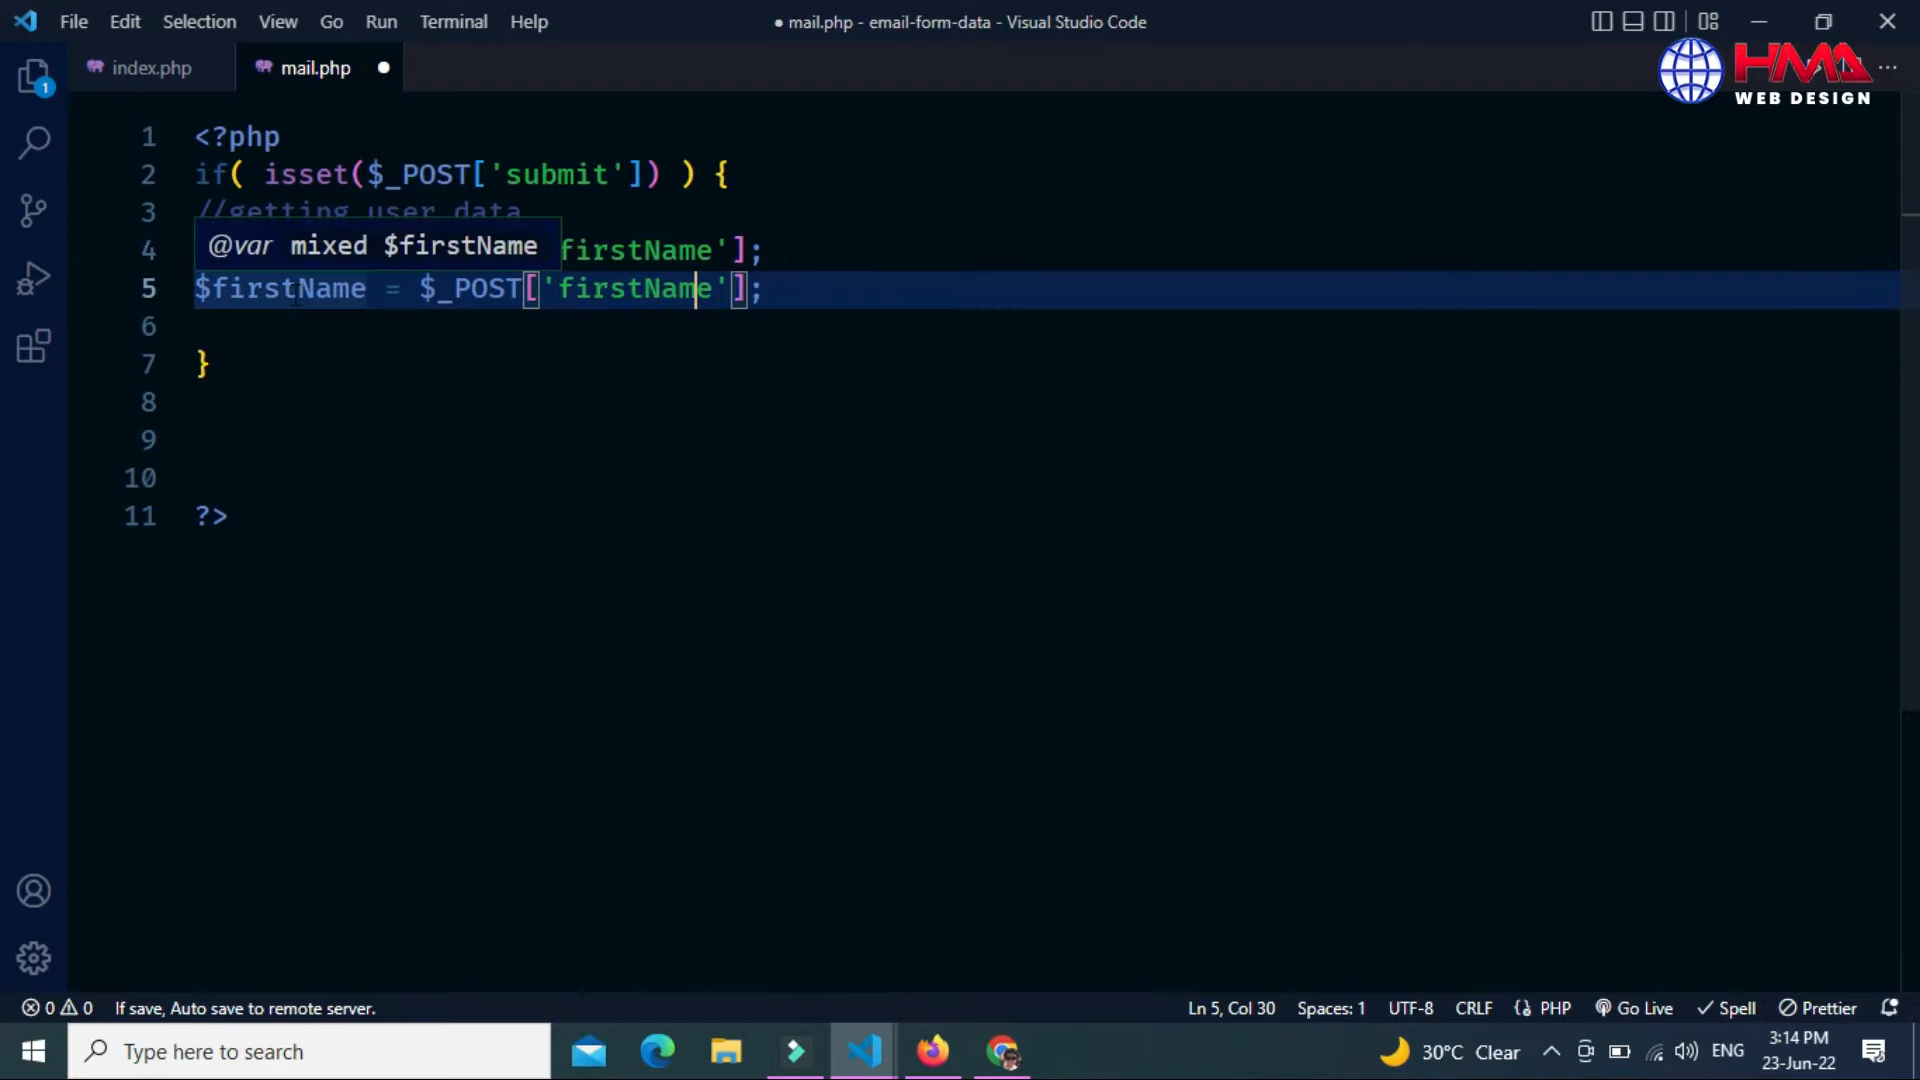 File Edit Selection View Go Run Terminal Help
● mail.php - email-form-data - Visual Studio Code
index.php
mail.php
HMA
WEB DESIGN
1
1 <?php
2 if( isset($_POST['submit']) ) {
3 //getting user data
@var mixed $firstName
4 firstName'];
5 $firstName = $_POST['firstName'];
6
7 }
8
9
10
11 ?>
0 0 If save, Auto save to remote server.
Ln 5, Col 30 Spaces: 1 UTF-8 CRLF PHP Go Live Spell Prettier
Type here to search
30°C Clear
ENG
3:14 PM
23-Jun-22